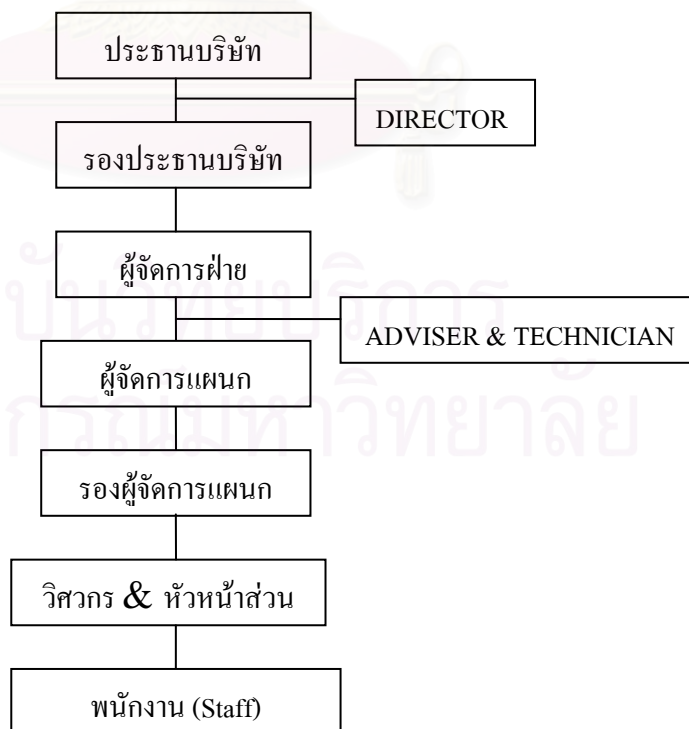 ประธานบริษัท
DIRECTOR
รองประธานบริษัท
ผู้จัดการฝ่าย
ADVISER & TECHNICIAN
ผู้จัดการแผนก
รองผู้จัดการแผนก
วิศวกร & หัวหน้าส่วน
พนักงาน (Staff)